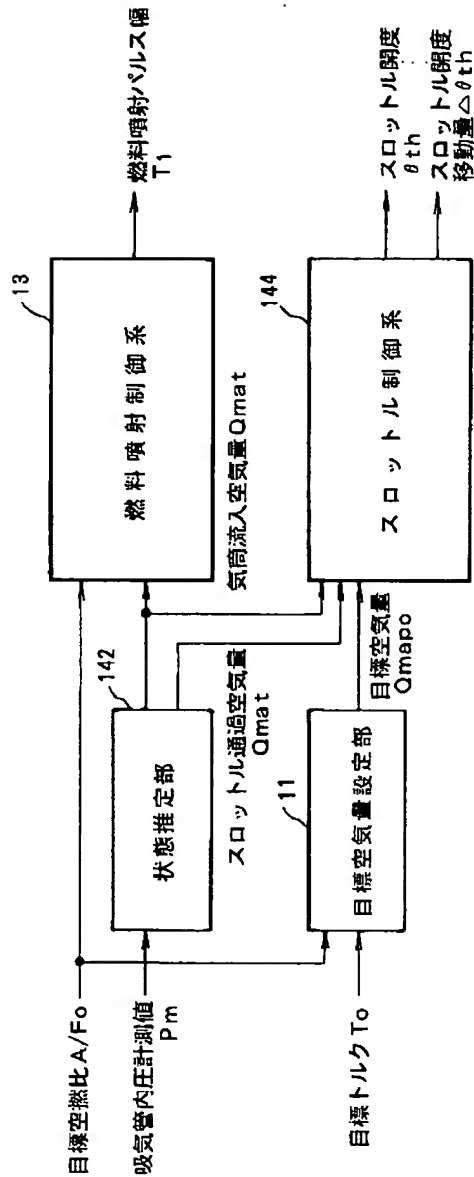 目標空撚比A/Fo
吸気管内圧計測値
Pm
目標トルクTo
142
状態推定部
スロットル通過空気量
Qmat
11
目標空気量設定部
気筒流入空気量Qmat
目標空気量
Qmapo
13
燃料噴射制御系
144
スロットル制御系
燃料噴射パルス幅
T1
スロットル開度
θth
スロットル開度
移動量△θth